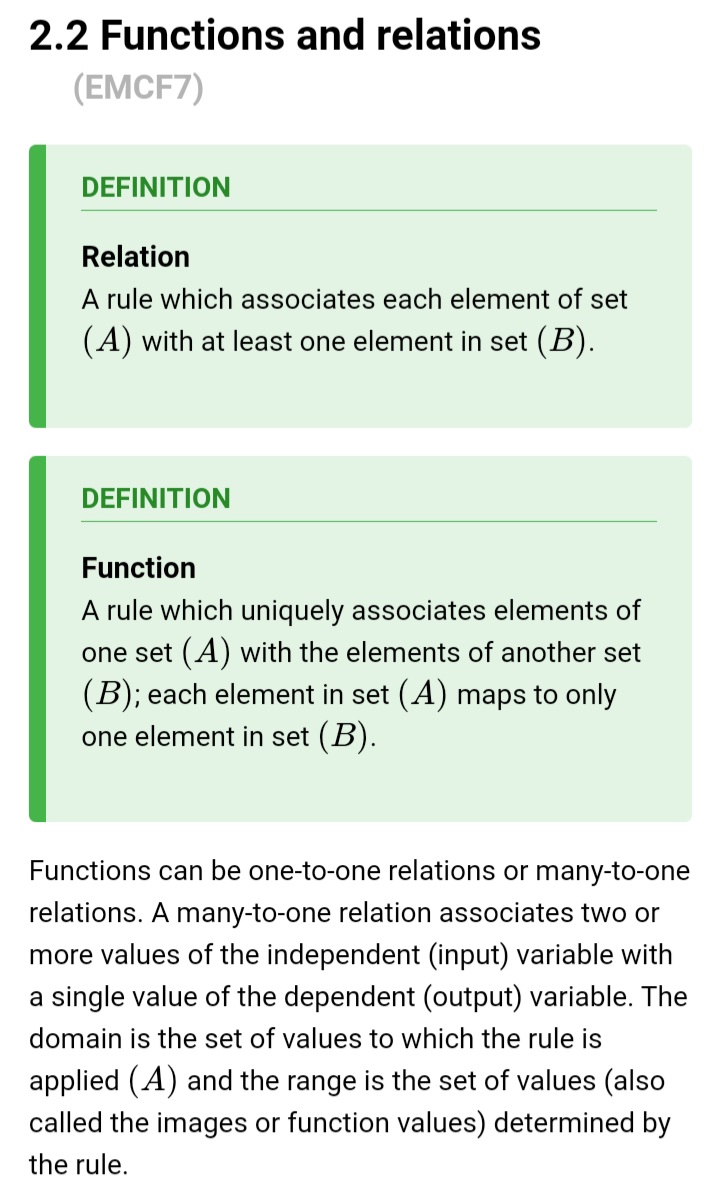 2.2 Functions and relations
(EMCF7)
DEFINITION
Relation
A rule which associates each element of set
(A) with at least one element in set (B).
DEFINITION
Function
A rule which uniquely associates elements of
one set (A) with the elements of another set
(B); each element in set (A) maps to only
one element in set (B).
Functions can be one-to-one relations or many-to-one
relations. A many-to-one relation associates two or
more values of the independent (input) variable with
a single value of the dependent (output) variable. The
domain is the set of values to which the rule is
applied (A) and the range is the set of values (also
called the images or function values) determined by
the rule.